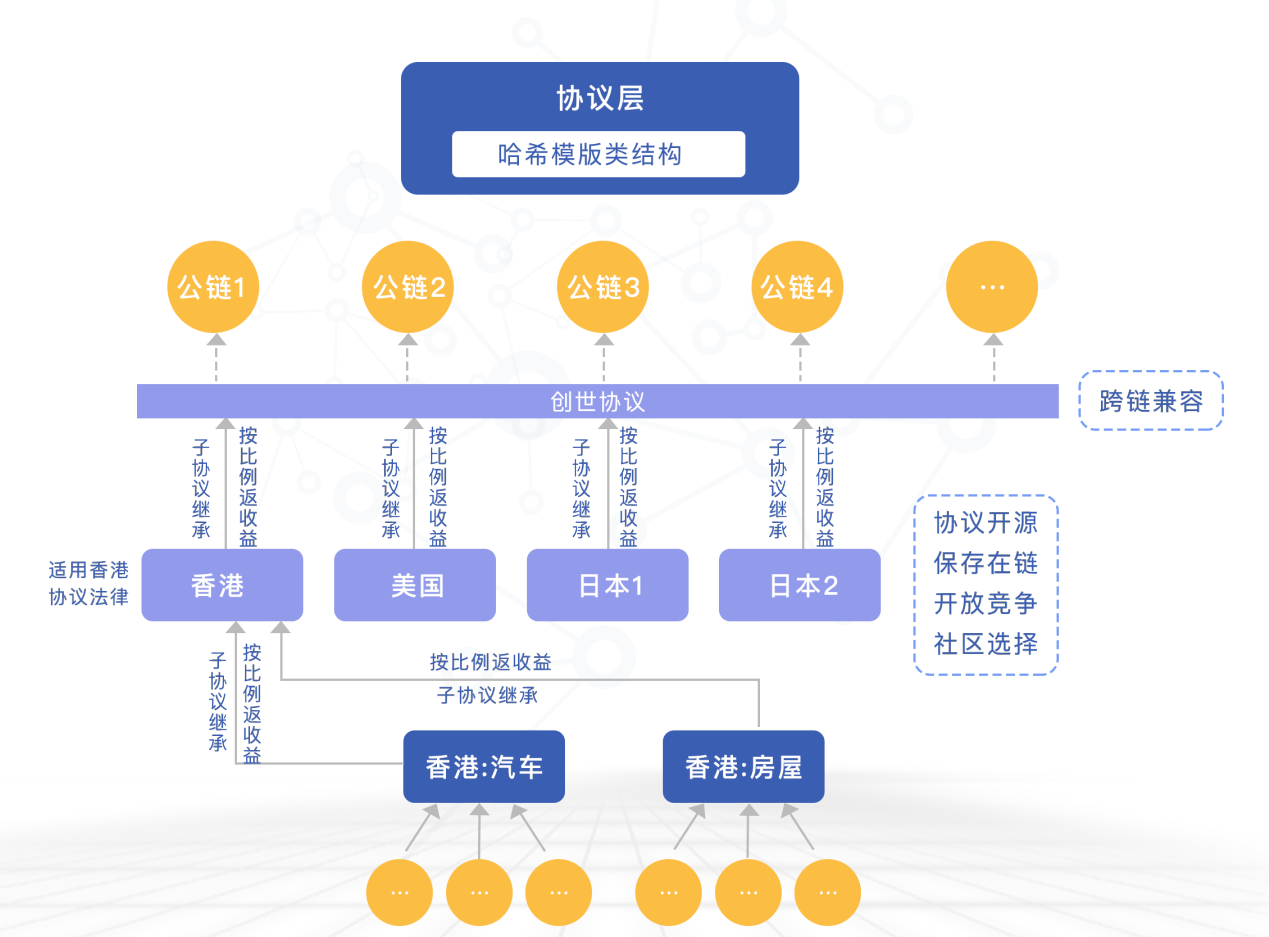 协议层
哈希模版类结构
公链1
公链2
公链3
公链4
...
创世协议
跨链兼容
子协议继承
按比例返收益
子协议继承
按比例返收益
子协议继承
按比例返收益
子协议继承
按比例返收益
协议开源
保存在链
开放竞争
社区选择
适用香港
协议法律
香港
美国
日本1
日本2
子协议继承
按比例返收益
按比例返收益
子协议继承
香港:汽车
香港:房屋
...
...
...
...
...
...